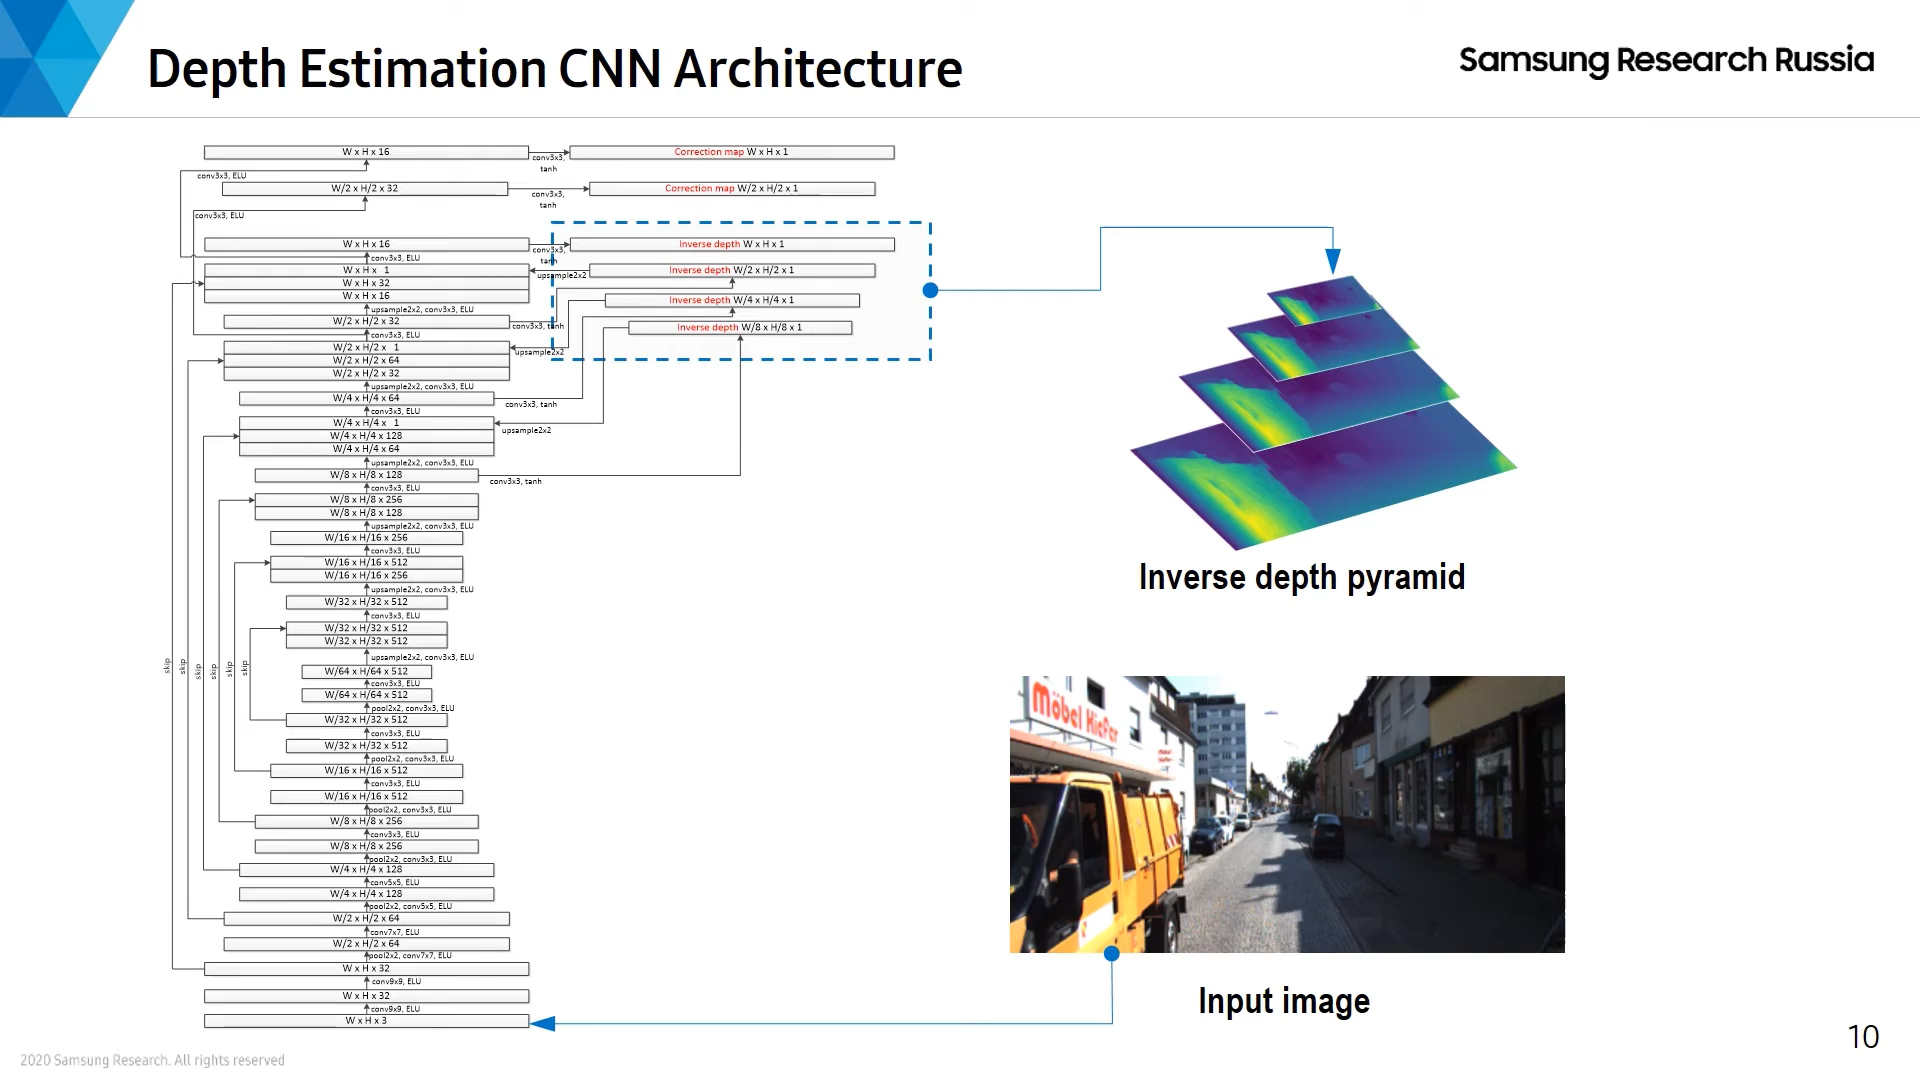 Depth Estimation CNN Architecture
Samsung Research Russia
W x H x 16
conv3x3, tanh
Correction map W x H x 1
conv3x3, ELU
W/2 x H/2 x 32
conv3x3, tanh
Correction map W/2 x H/2 x 1
conv3x3, ELU
W x H x 16
conv3x3, tanh
Inverse depth W x H x 1
conv3x3, ELU
W x H x 1
upsample2x2
Inverse depth W/2 x H/2 x 1
W x H x 32
W x H x 16
Inverse depth W/4 x H/4 x 1
upsample2x2, conv3x3, ELU
W/2 x H/2 x 32
conv3x3, tanh
Inverse depth W/8 x H/8 x 1
conv3x3, ELU
W/2 x H/2 x 1
upsample2x2
W/2 x H/2 x 64
W/2 x H/2 x 32
upsample2x2, conv3x3, ELU
W/4 x H/4 x 64
conv3x3, tanh
conv3x3, ELU
W/4 x H/4 x 1
upsample2x2
W/4 x H/4 x 128
W/4 x H/4 x 64
upsample2x2, conv3x3, ELU
W/8 x H/8 x 128
conv3x3, tanh
conv3x3, ELU
W/8 x H/8 x 256
W/8 x H/8 x 128
upsample2x2, conv3x3, ELU
W/16 x H/16 x 256
conv3x3, ELU
W/16 x H/16 x 512
W/16 x H/16 x 256
upsample2x2, conv3x3, ELU
W/32 x H/32 x 512
conv3x3, ELU
W/32 x H/32 x 512
W/32 x H/32 x 512
upsample2x2, conv3x3, ELU
skip
skip
skip
skip
skip
skip
W/64 x H/64 x 512
conv3x3, ELU
W/64 x H/64 x 512
pool2x2, conv3x3, ELU
W/32 x H/32 x 512
conv3x3, ELU
W/32 x H/32 x 512
pool2x2, conv3x3, ELU
W/16 x H/16 x 512
conv3x3, ELU
W/16 x H/16 x 512
pool2x2, conv3x3, ELU
W/8 x H/8 x 256
conv3x3, ELU
W/8 x H/8 x 256
pool2x2, conv3x3, ELU
W/4 x H/4 x 128
conv5x5, ELU
W/4 x H/4 x 128
pool2x2, conv5x5, ELU
W/2 x H/2 x 64
conv7x7, ELU
W/2 x H/2 x 64
pool2x2, conv7x7, ELU
W x H x 32
conv9x9, ELU
W x H x 32
conv9x9, ELU
W x H x 3
Inverse depth pyramid
Möbel
Input image
10
2020 Samsung Research. All rights reserved